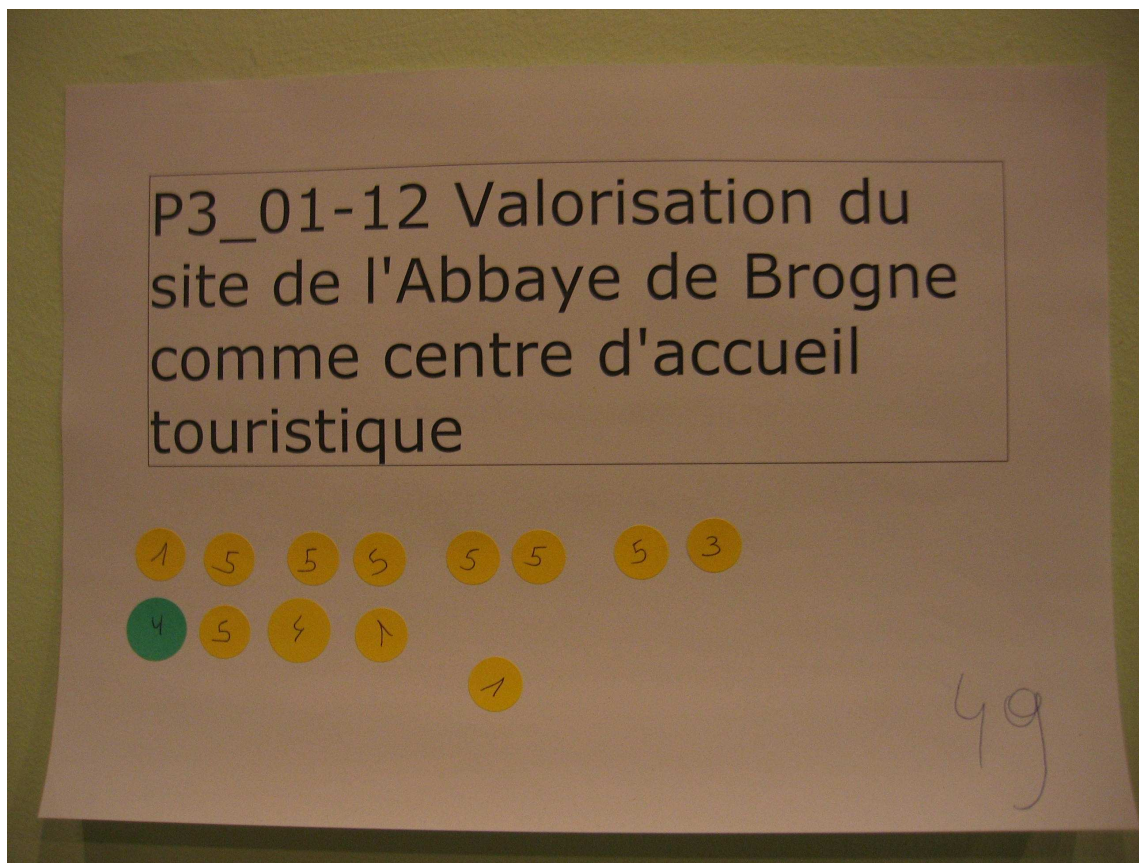 P3_01-12 Valorisation du
site de l'Abbaye de Brogne
comme centre d'accueil
touristique
1 5 5 5 5 5 5 3
4 5 4 1
1
49